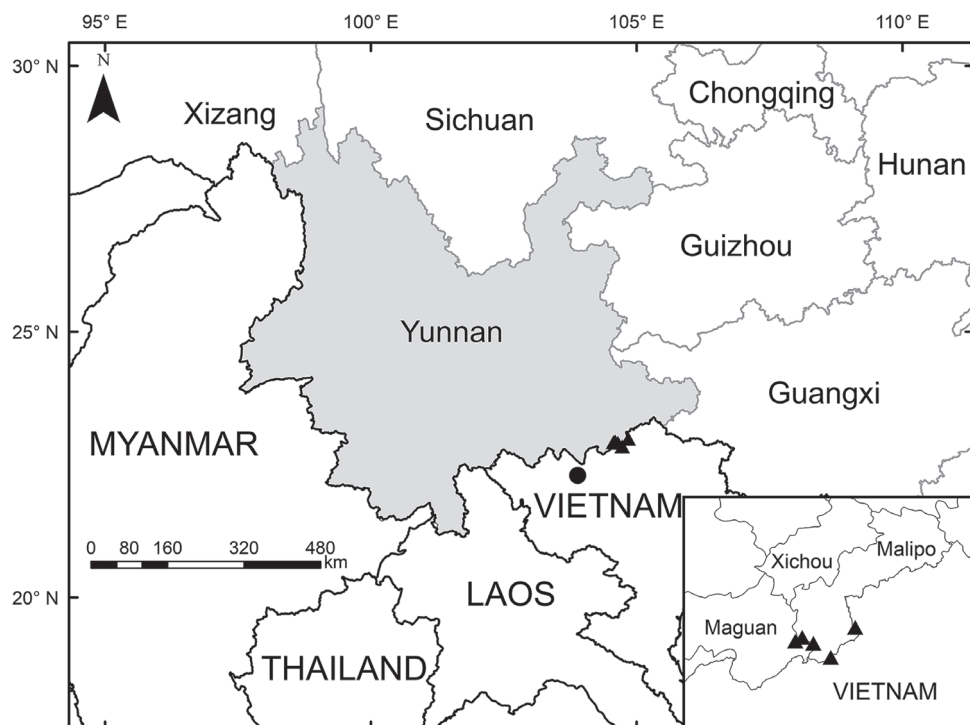 95° E 100° E 105° E 110° E
30° N
N
Chongqing
Xizang
Sichuan
Hunan
Guizhou
25° N
Yunnan
Guangxi
MYANMAR
VIETNAM
0 80 160 320 480
km
Xichou
Malipo
20° N
LAOS
Maguan
THAILAND
VIETNAM